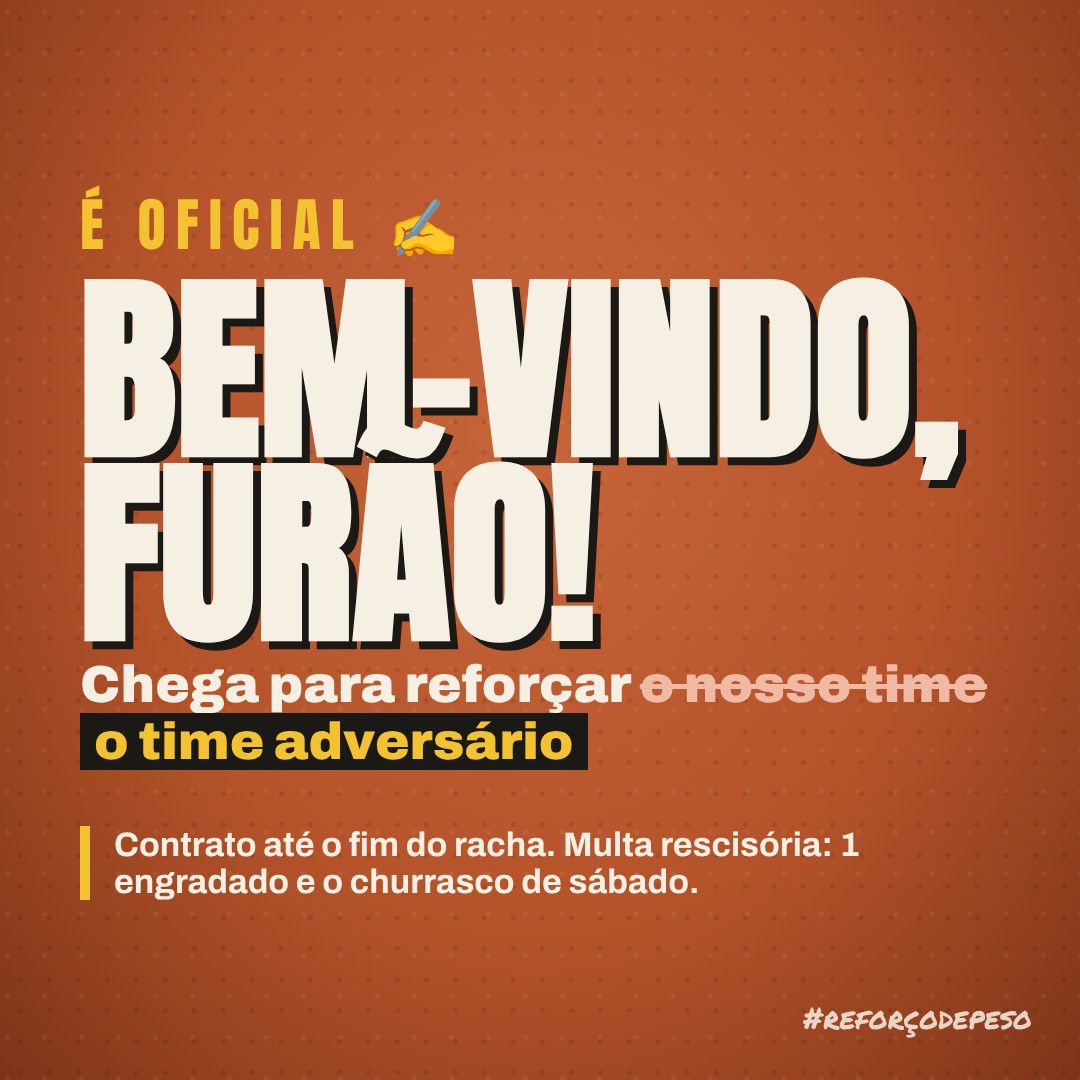 É OFICIAL ✍️
BEM-VINDO,
FURÃO!
Chega para reforçar o nosso time
o time adversário
Contrato até o fim do racha. Multa rescisória: 1
engradado e o churrasco de sábado.
#REFORÇODEPESO